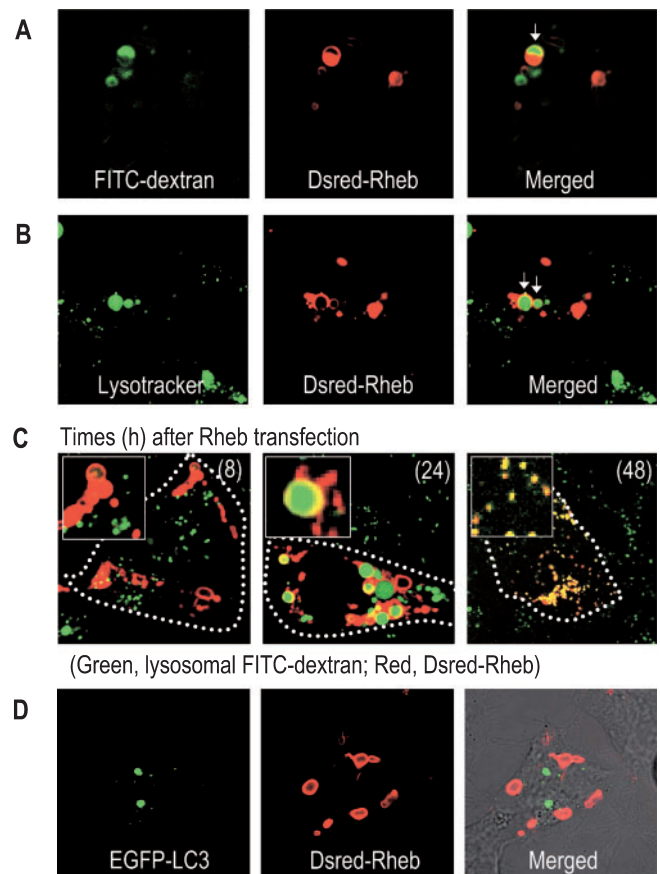 A
FITC-dextran Dsred-Rheb Merged
B
Lysotracker Dsred-Rheb Merged
C Times (h) after Rheb transfection
(8) (24) (48)
(Green, lysosomal FITC-dextran; Red, Dsred-Rheb)
D
EGFP-LC3 Dsred-Rheb Merged